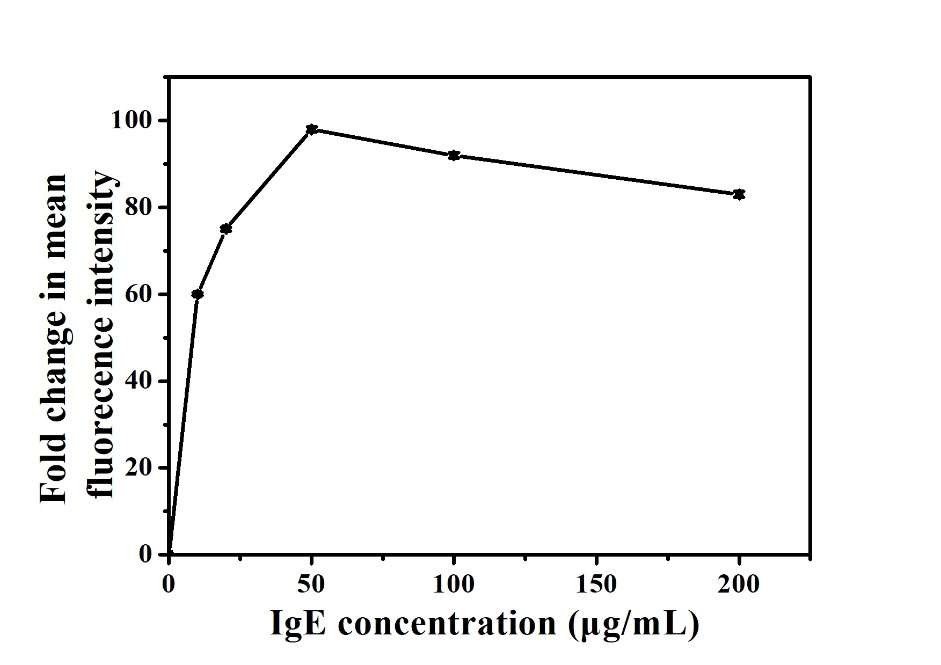 Fold change in mean
fluorecence intensity
100
80
60
40
20
0
0 50 100 150 200
IgE concentration (µg/mL)